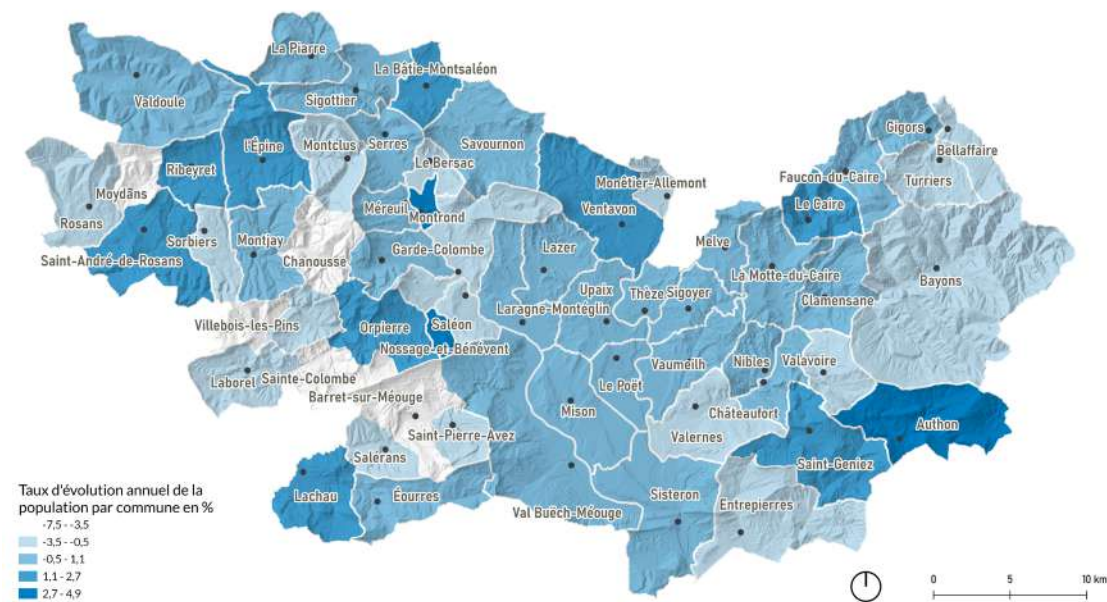 La Piarre
La Bâtie-Montsaléon
Valdoule
Sigottier
Gigors
l'Épine
Montclus
Serres
Savournon
Bellaffaire
Le Bersac
Ribeyret
Faucon-du-Caire
Turriers
Moydans
Monêtier-Allemont
Le Caire
Rosans
Méreuil
Montrond
Ventavon
Sorbiers
Montjay
Garde-Colombe
Lazer
Melve
Saint-André-de-Rosans
Chanousse
La Motte-du-Caire
Bayons
Upaix
Thèze
Sigoyer
Clamensane
Laragne-Montéglin
Villebois-les-Pins
Orpierre
Saléon
Nossage-et-Bénévent
Vaumeilh
Nibles
Valavoire
Laborel
Sainte-Colombe
Le Poët
Barret-sur-Méouge
Mison
Châteaufort
Authon
Saint-Pierre-Avez
Valernes
Salérans
Saint-Geniez
Lachau
Éourres
Sisteron
Entrepierres
Val Buëch-Méouge
Taux d'évolution annuel de la
population par commune en %
-7,5 - -3,5
-3,5 - -0,5
-0,5 - 1,1
1,1 - 2,7
2,7 - 4,9
0 5 10 km